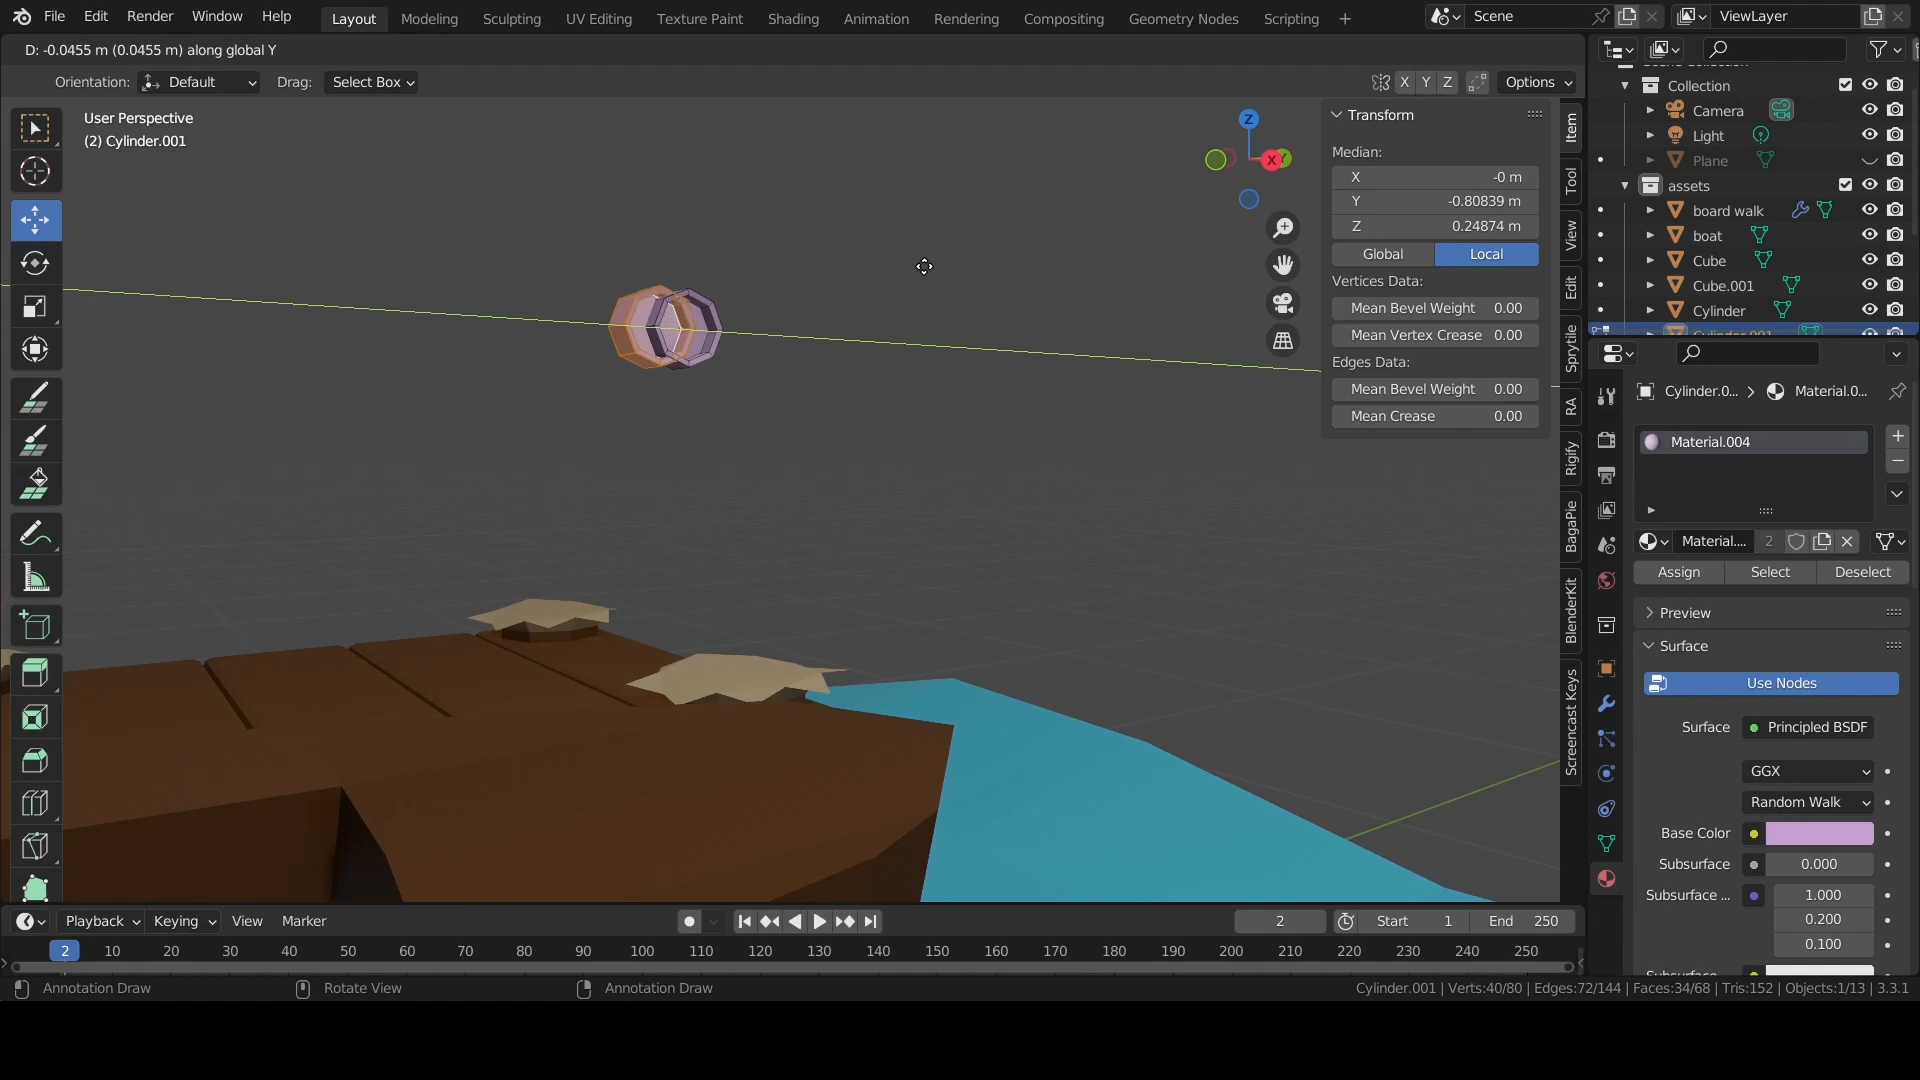 File Edit Render Window Help Layout Modeling Sculpting UV Editing Texture Paint Shading Animation Rendering Compositing Geometry Nodes Scripting + Scene ViewLayer
D: -0.0455 m (0.0455 m) along global Y
Orientation: Default Drag: Select Box X Y Z Options
User Perspective
(2) Cylinder.001
Z
X
Y
Transform
Median:
X -0 m
Y -0.80839 m
Z 0.24874 m
Global Local
Vertices Data:
Mean Bevel Weight 0.00
Mean Vertex Crease 0.00
Edges Data:
Mean Bevel Weight 0.00
Mean Crease 0.00
Item
Tool
View
Edit
Sprytile
RA
Rigify
BagaPie
BlenderKit
Screencast Keys
Scene Collection
Collection
Camera
Light
Plane
assets
board walk
boat
Cube
Cube.001
Cylinder
Cylinder.001
Cylinder.0... Material.0...
Material.004
Material.... 2
Assign Select Deselect
Preview
Surface
Use Nodes
Surface Principled BSDF
GGX
Random Walk
Base Color
Subsurface 0.000
Subsurface ... 1.000
0.200
0.100
Subsurface
Playback Keying View Marker 2 Start 1 End 250
2 10 20 30 40 50 60 70 80 90 100 110 120 130 140 150 160 170 180 190 200 210 220 230 240 250
Annotation Draw Rotate View Annotation Draw Cylinder.001 | Verts:40/80 | Edges:72/144 | Faces:34/68 | Tris:152 | Objects:1/13 | 3.3.1